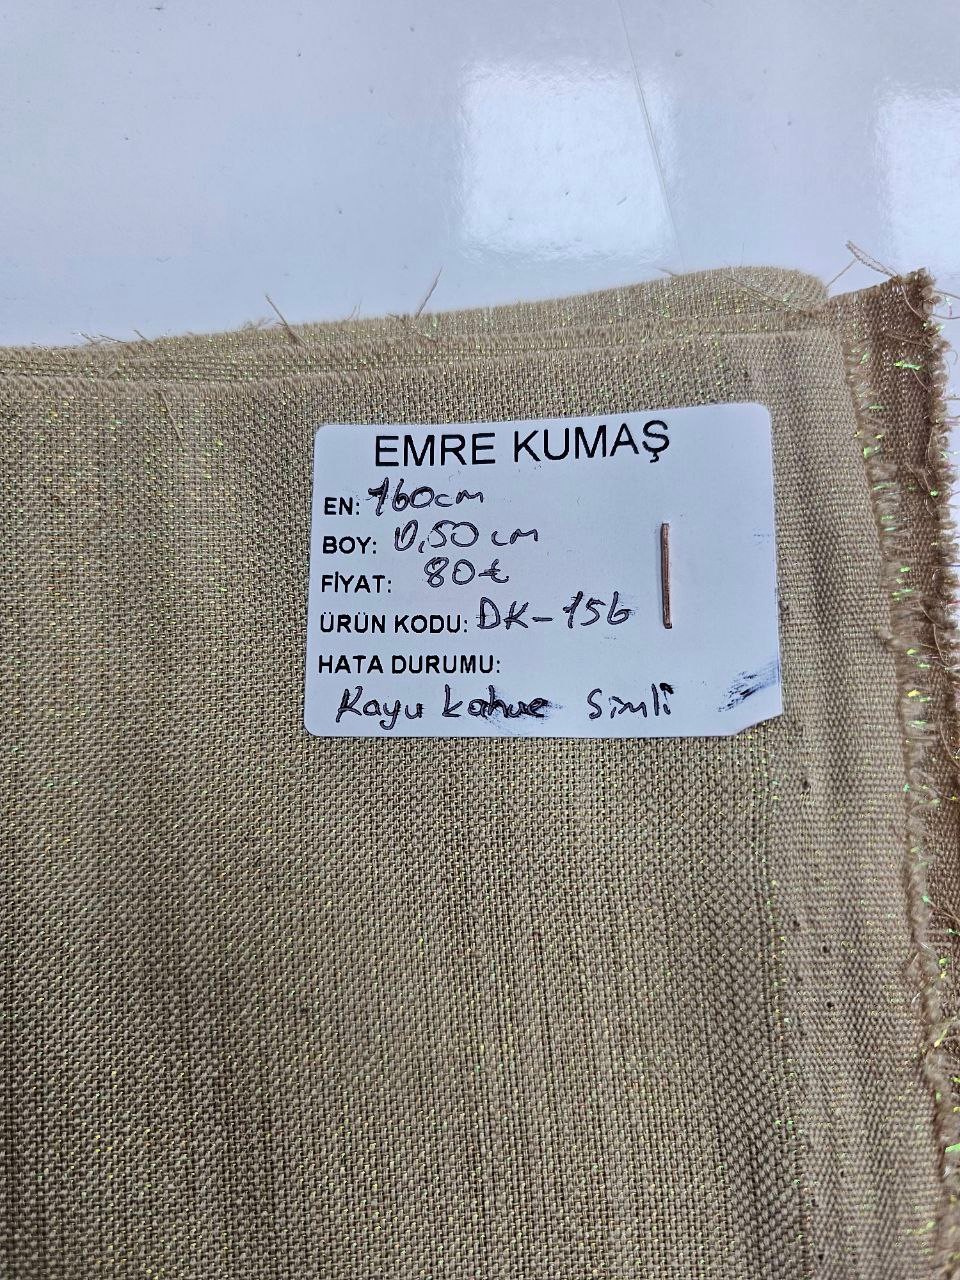 EMRE KUMAŞ
EN: 160cm
BOY: 0,50 cm
FİYAT: 80₺
ÜRÜN KODU: DK-156
HATA DURUMU:
Kayu kahve Simli